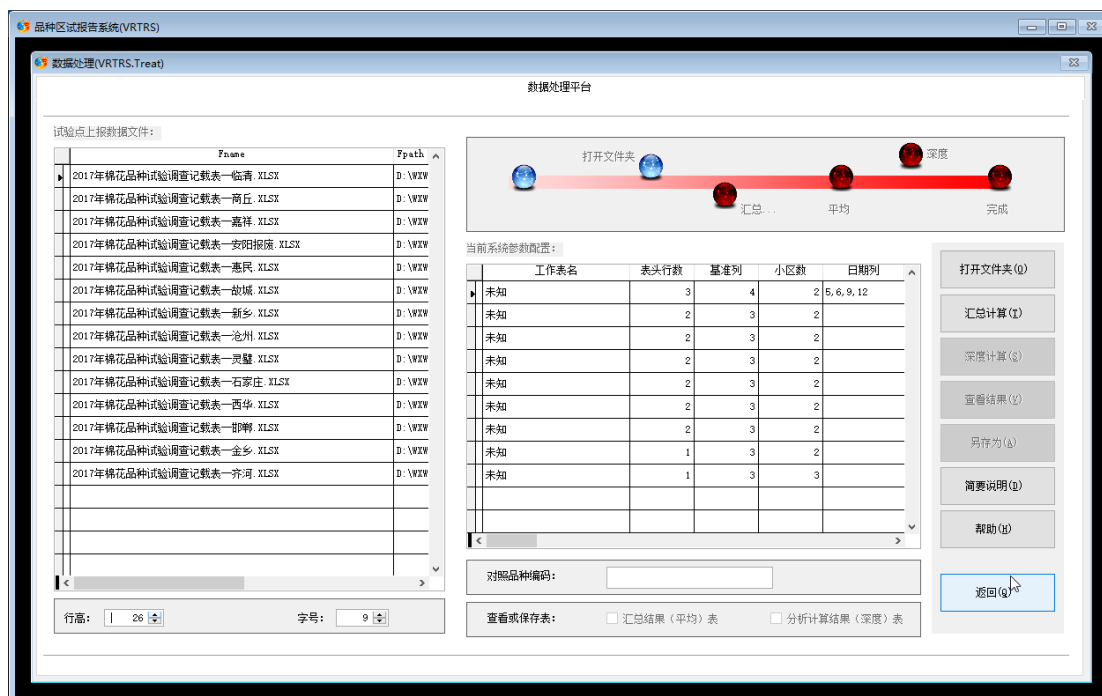 品种区试报告系统(VRTRS)
数据处理(VRTRS.Treat)
数据处理平台
试验点上报数据文件:
Fname Fpath
2017年棉花品种试验调查记载表—临清.XLSX D:\WXW
2017年棉花品种试验调查记载表—商丘.XLSX D:\WXW
2017年棉花品种试验调查记载表—嘉祥.XLSX D:\WXW
2017年棉花品种试验调查记载表—安阳报废.XLSX D:\WXW
2017年棉花品种试验调查记载表—惠民.XLSX D:\WXW
2017年棉花品种试验调查记载表—故城.XLSX D:\WXW
2017年棉花品种试验调查记载表—新乡.XLSX D:\WXW
2017年棉花品种试验调查记载表—沧州.XLSX D:\WXW
2017年棉花品种试验调查记载表—灵璧.XLSX D:\WXW
2017年棉花品种试验调查记载表—石家庄.XLSX D:\WXW
2017年棉花品种试验调查记载表—西华.XLSX D:\WXW
2017年棉花品种试验调查记载表—邯郸.XLSX D:\WXW
2017年棉花品种试验调查记载表—金乡.XLSX D:\WXW
2017年棉花品种试验调查记载表—齐河.XLSX D:\WXW
行高: 26
字号: 9
打开文件夹
深度
汇总...
平均
完成
当前系统参数配置:
工作表名 表头行数 基准列 小区数 日期列
未知 3 4 2 5,6,9,12
未知 2 3 2
未知 2 3 2
未知 2 3 2
未知 2 3 2
未知 2 3 2
未知 2 3 2
未知 1 3 2
未知 1 3 3
对照品种编码:
查看或保存表:
汇总结果(平均)表
分析计算结果(深度)表
打开文件夹(O)
汇总计算(I)
深度计算(S)
查看结果(Y)
另存为(A)
简要说明(D)
帮助(H)
返回(Q)